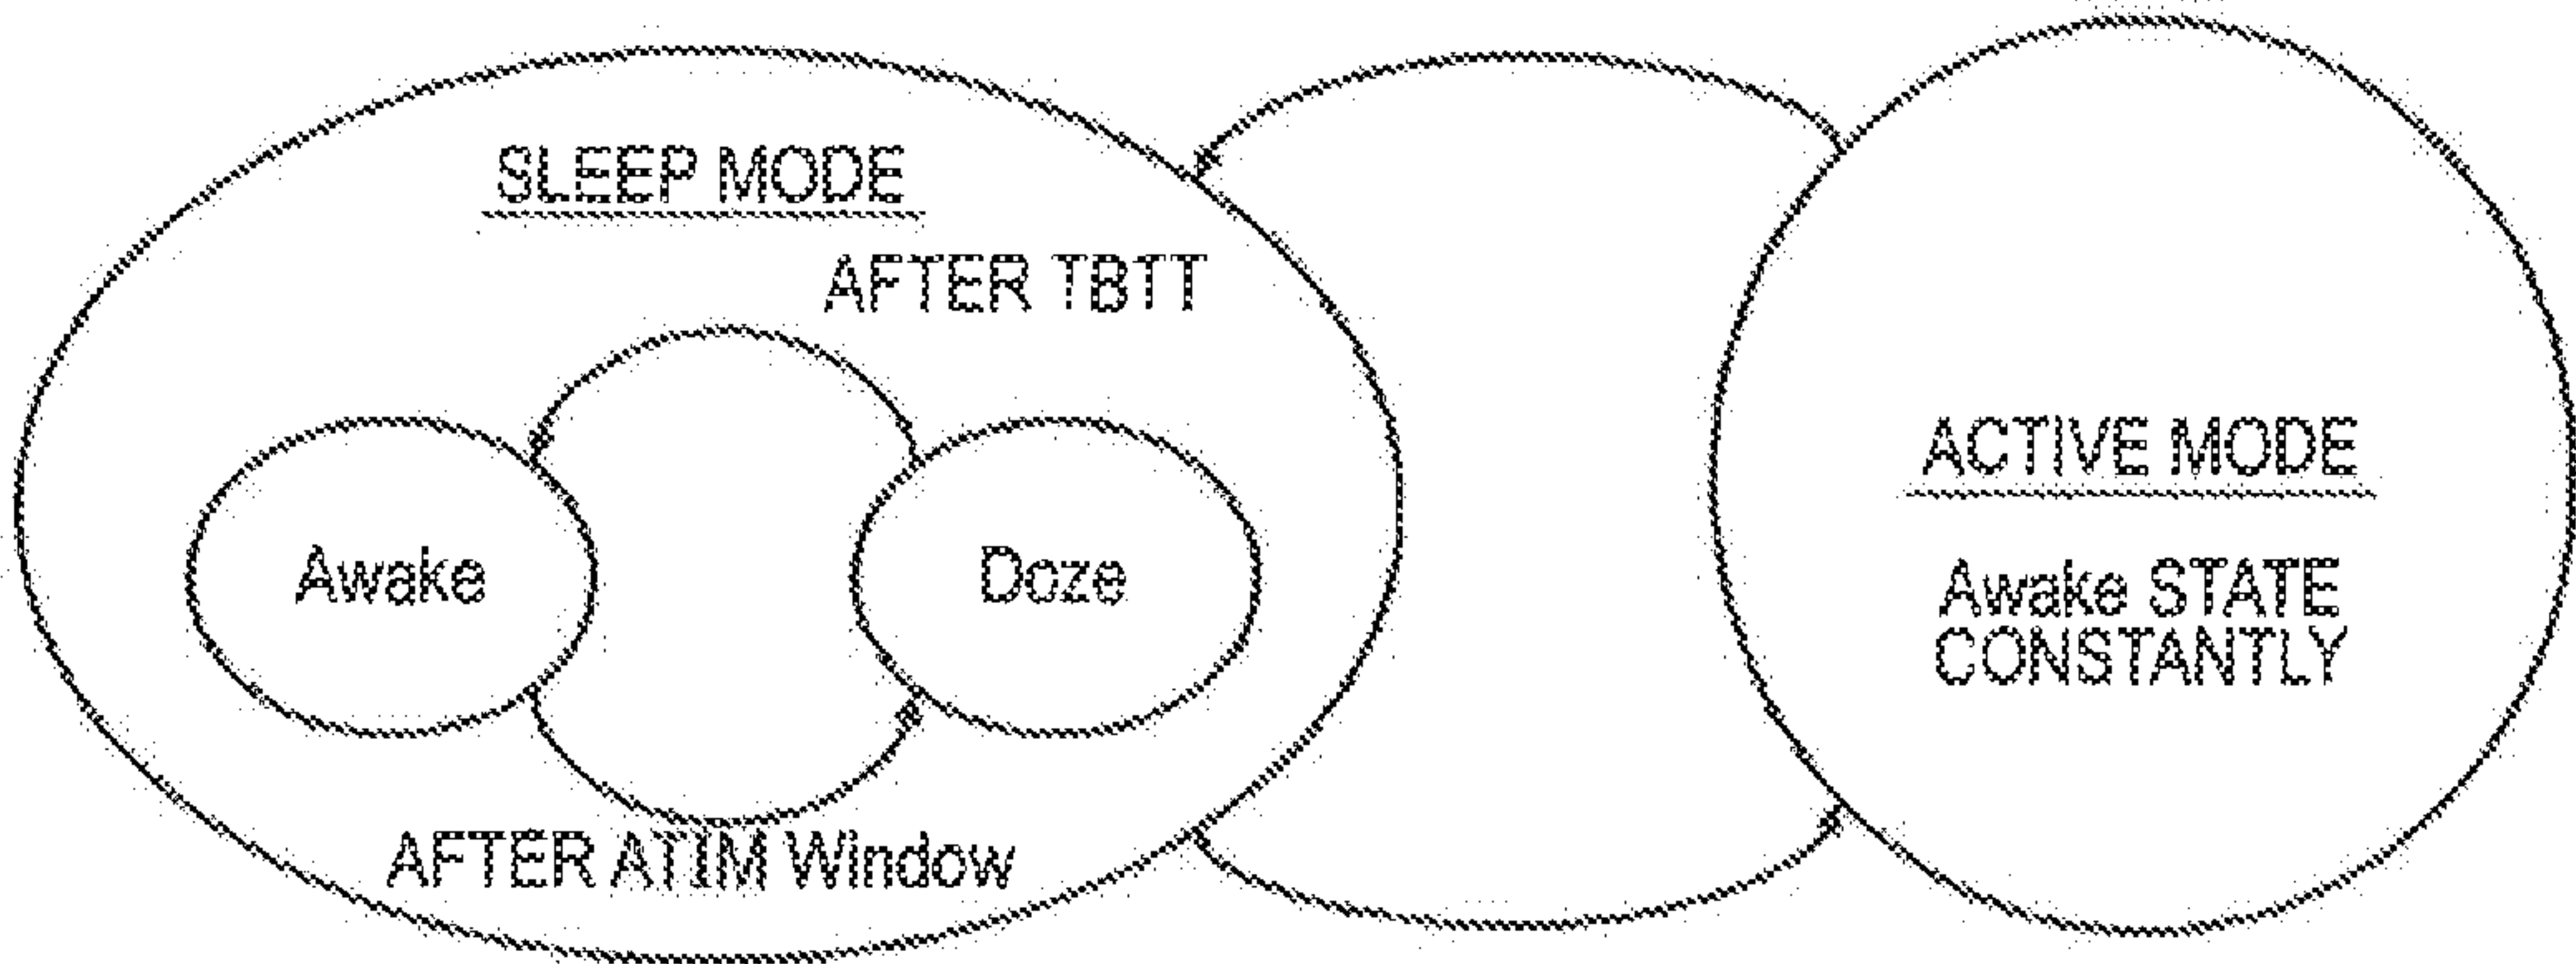 SLEEP MODE
AFTER TBTT
Awake
Doze
AFTER ATIM Window
ACTIVE MODE
Awake STATE
CONSTANTLY